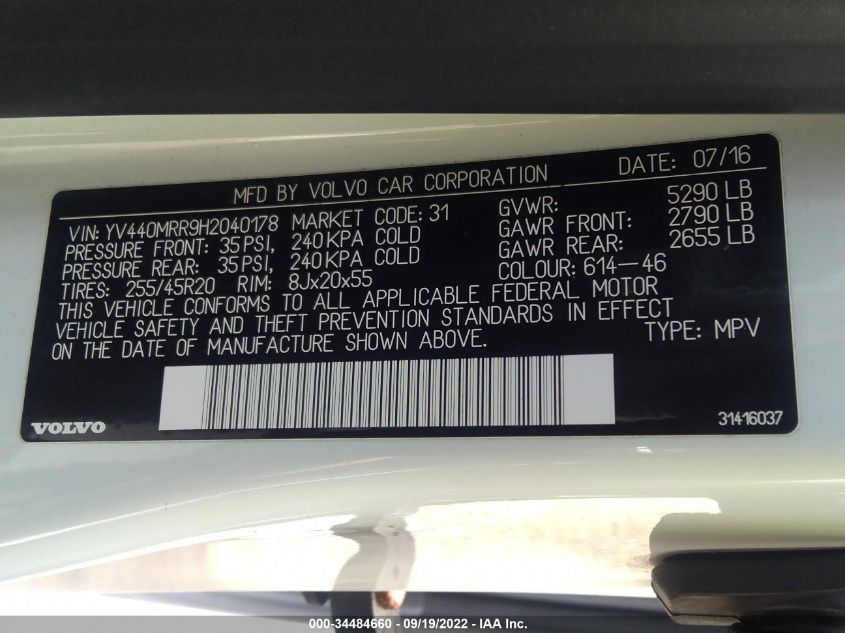 MFD BY VOLVO CAR CORPORATION DATE: 07/16
VIN: YV440MRR9H2040178 MARKET CODE: 31 GVWR: 5290 LB
PRESSURE FRONT: 35 PSI, 240 KPA COLD GAWR FRONT: 2790 LB
PRESSURE REAR: 35 PSI, 240 KPA COLD GAWR REAR: 2655 LB
TIRES: 255/45R20 RIM: 8Jx20x55 COLOUR: 614-46
THIS VEHICLE CONFORMS TO ALL APPLICABLE FEDERAL MOTOR
VEHICLE SAFETY AND THEFT PREVENTION STANDARDS IN EFFECT
ON THE DATE OF MANUFACTURE SHOWN ABOVE. TYPE: MPV
VOLVO 31416037
000-34484660 - 09/19/2022 - IAA Inc.